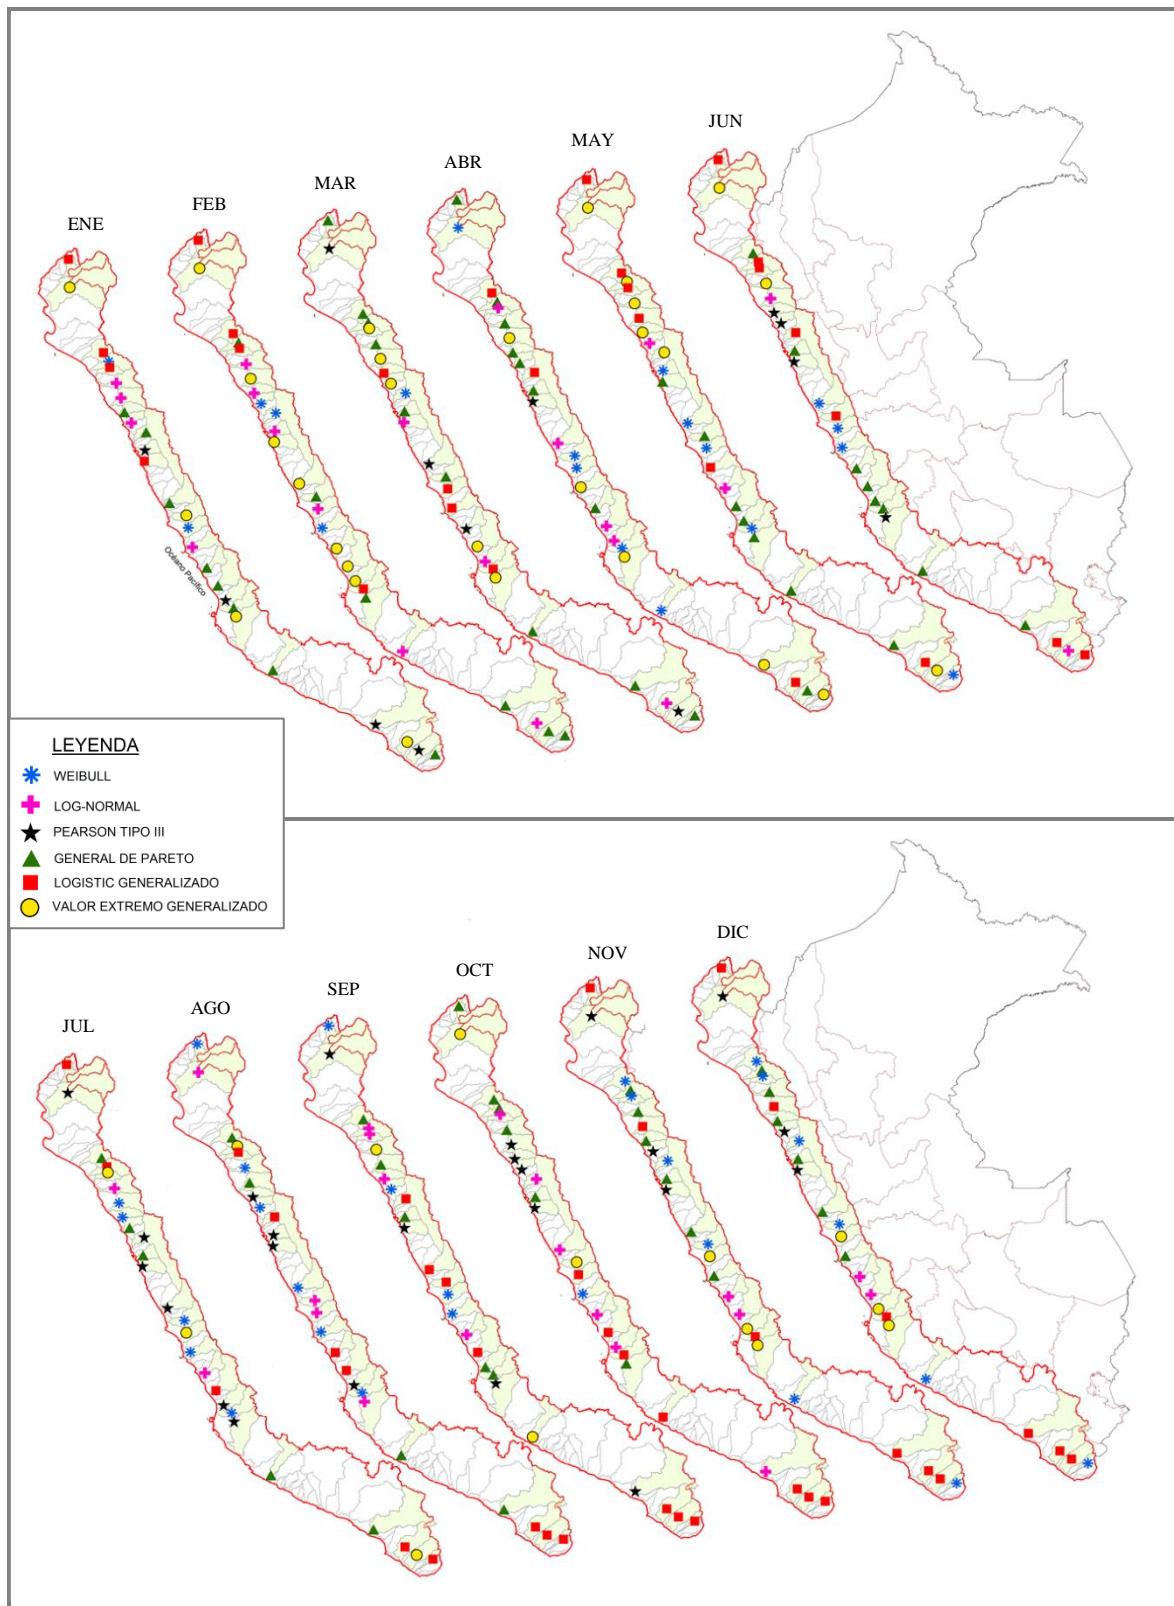 JUN
MAY
ABR
MAR
FEB
ENE
Océano Pacífico
LEYENDA
WEIBULL
LOG-NORMAL
PEARSON TIPO III
GENERAL DE PARETO
LOGISTIC GENERALIZADO
VALOR EXTREMO GENERALIZADO
DIC
NOV
OCT
SEP
AGO
JUL